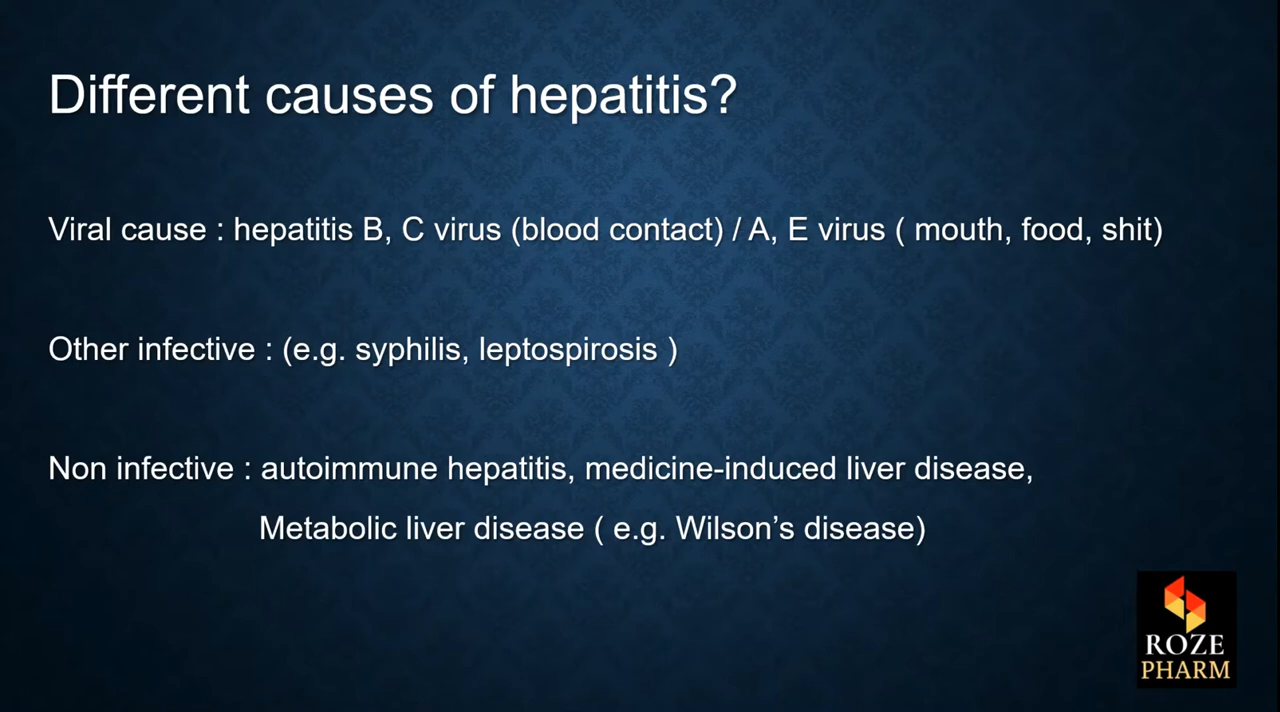 Different causes of hepatitis?
Viral cause : hepatitis B, C virus (blood contact) / A, E virus ( mouth, food, shit)
Other infective : (e.g. syphilis, leptospirosis )
Non infective : autoimmune hepatitis, medicine-induced liver disease,
Metabolic liver disease ( e.g. Wilson’s disease)
ROZE
PHARM